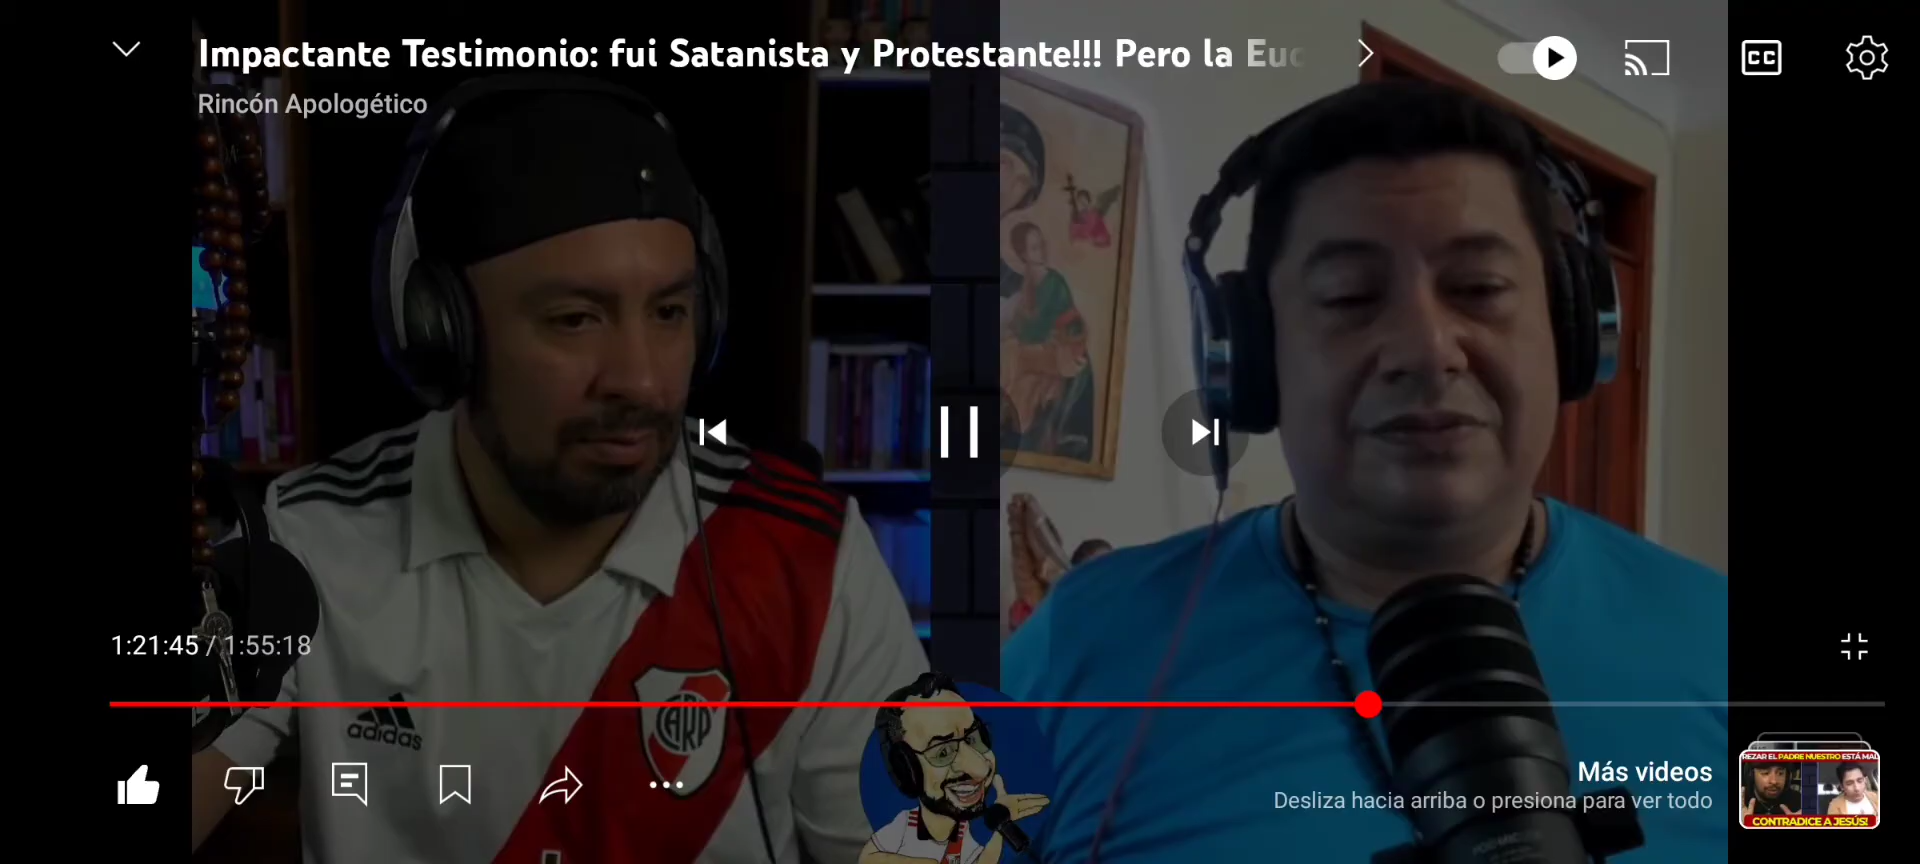 Impactante Testimonio: fui Satanista y Protestante!!! Pero la Euc
Rincón Apologético
CC
1:21:45 / 1:55:18
adidas
CARP
Más videos
Desliza hacia arriba o presiona para ver todo
REZAR EL PADRE NUESTRO ESTÁ MAL
CONTRADICE A JESÚS!